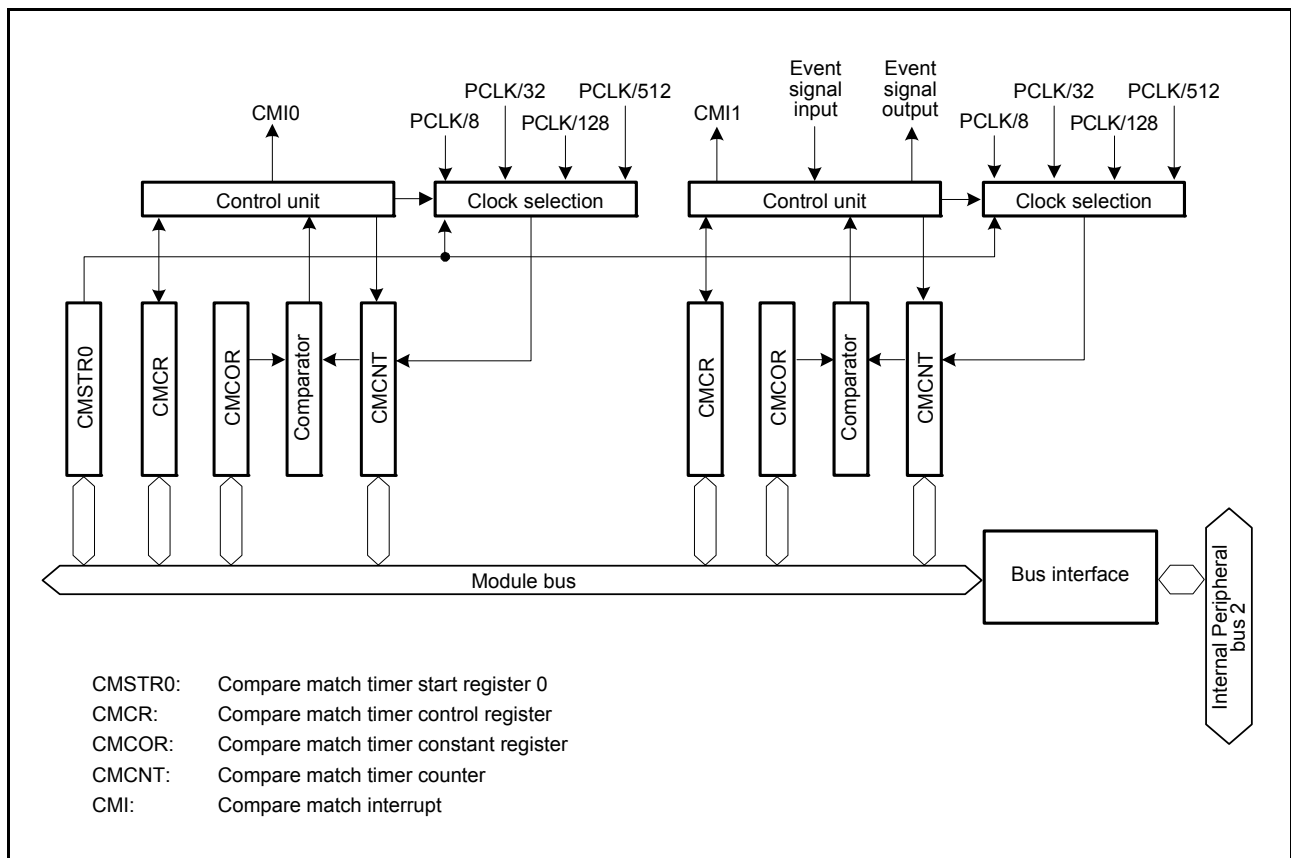 CMI0
PCLK/8
PCLK/32
PCLK/128
PCLK/512
CMI1
Event
signal
input
Event
signal
output
PCLK/8
PCLK/32
PCLK/128
PCLK/512
Control unit
Clock selection
Control unit
Clock selection
CMSTR0
CMCR
CMCOR
Comparator
CMCNT
CMCR
CMCOR
Comparator
CMCNT
Module bus
Bus interface
Internal Peripheral
bus 2
CMSTR0: Compare match timer start register 0
CMCR: Compare match timer control register
CMCOR: Compare match timer constant register
CMCNT: Compare match timer counter
CMI: Compare match interrupt